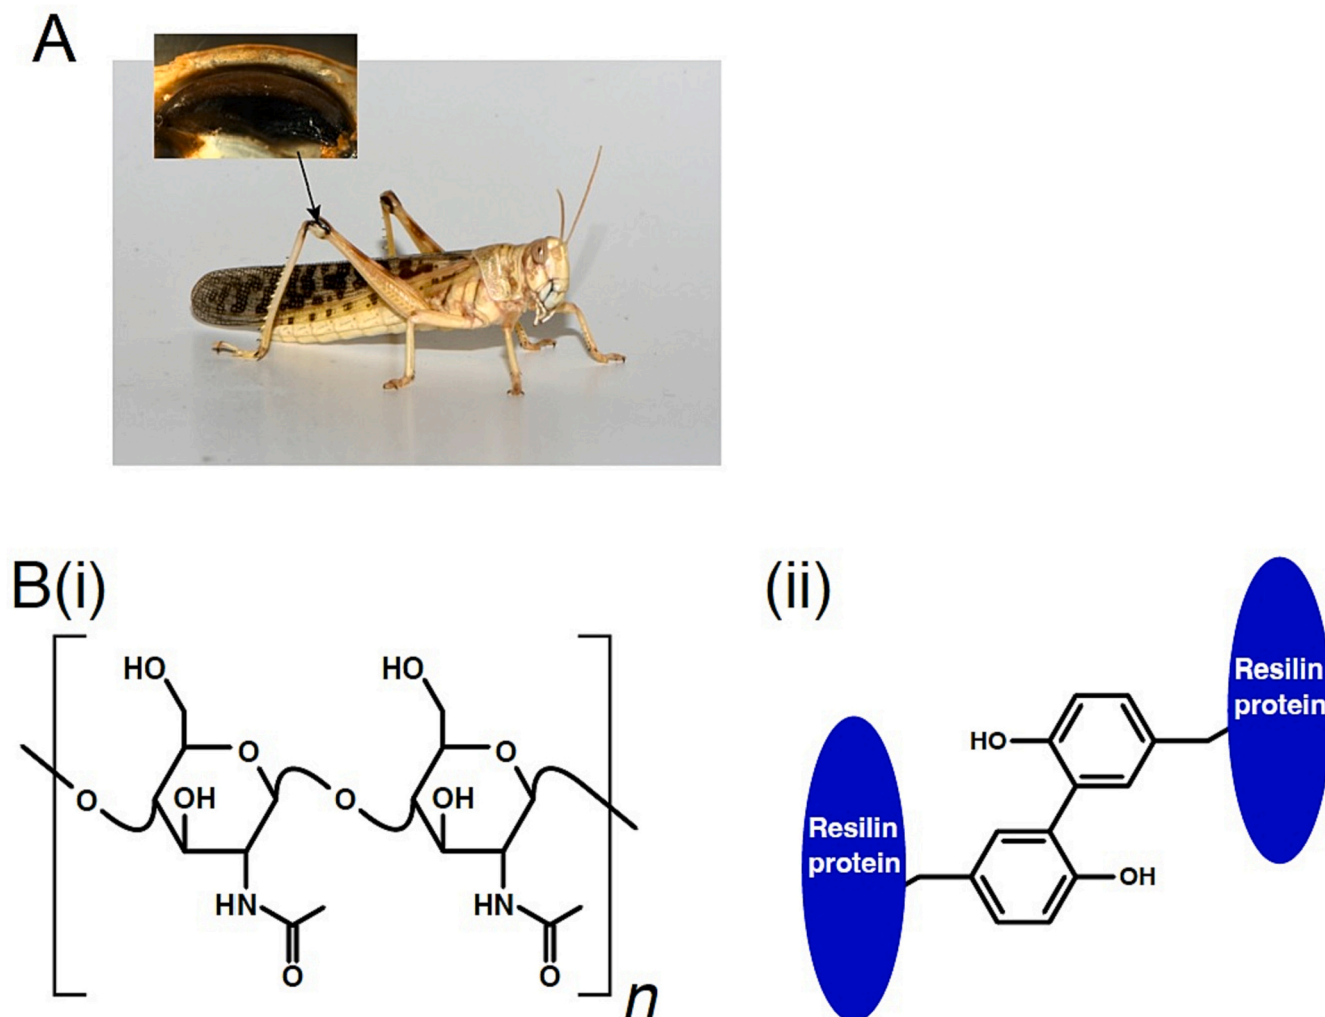 A
B(i)
HO
HO
O
O
O
OH
O
OH
HN
HN
O
O
n
(ii)
Resilin
protein
HO
Resilin
protein
OH